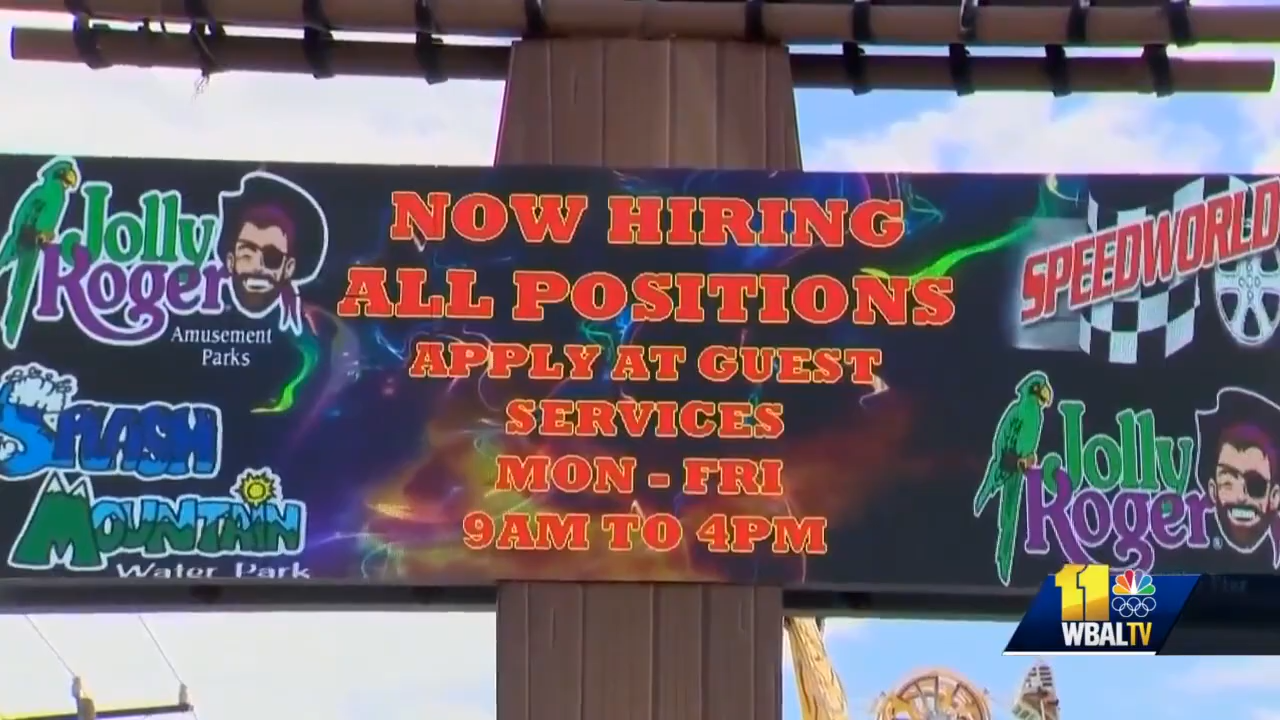 Jolly
Roger
Amusement
Parks
SPLASH
MOUNTAIN
Water Park
NOW HIRING
ALL POSITIONS
APPLY AT GUEST
SERVICES
MON - FRI
9AM TO 4PM
SPEEDWORLD
Jolly
Roger®
11
WBALTV